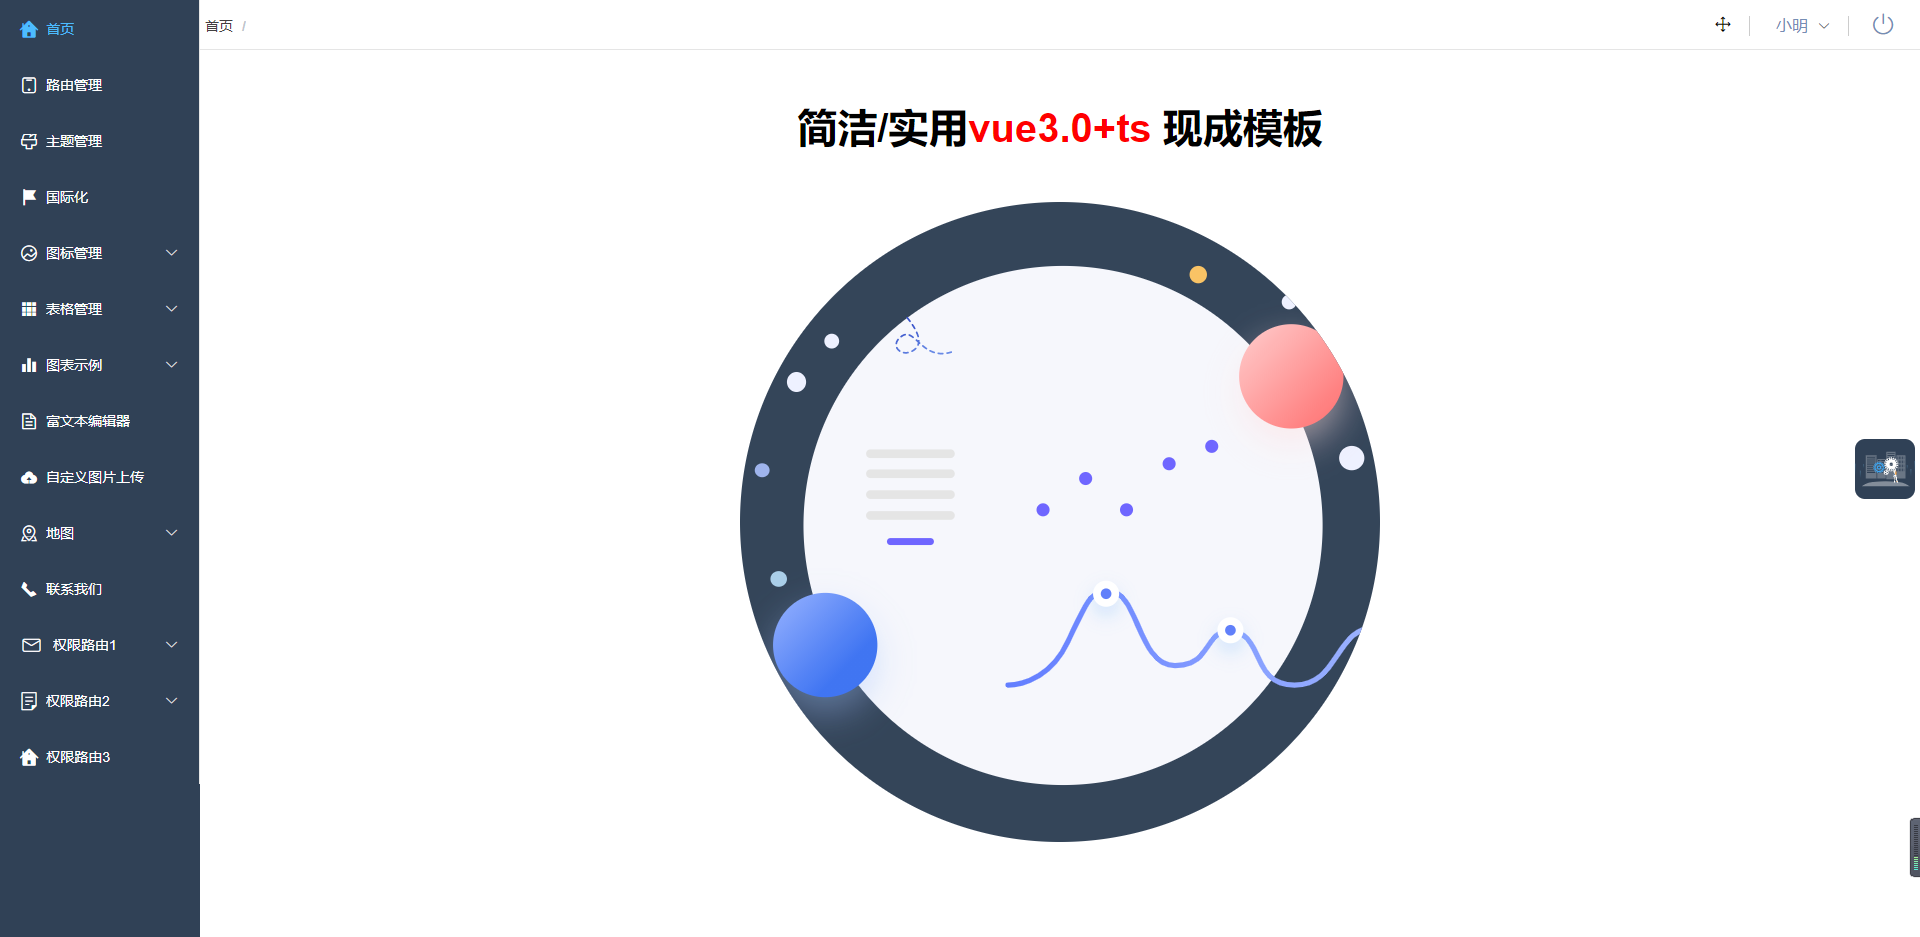 首页
路由管理
主题管理
国际化
图标管理
表格管理
图表示例
富文本编辑器
自定义图片上传
地图
联系我们
权限路由1
权限路由2
权限路由3
首页 /
小明
简洁/实用vue3.0+ts 现成模板